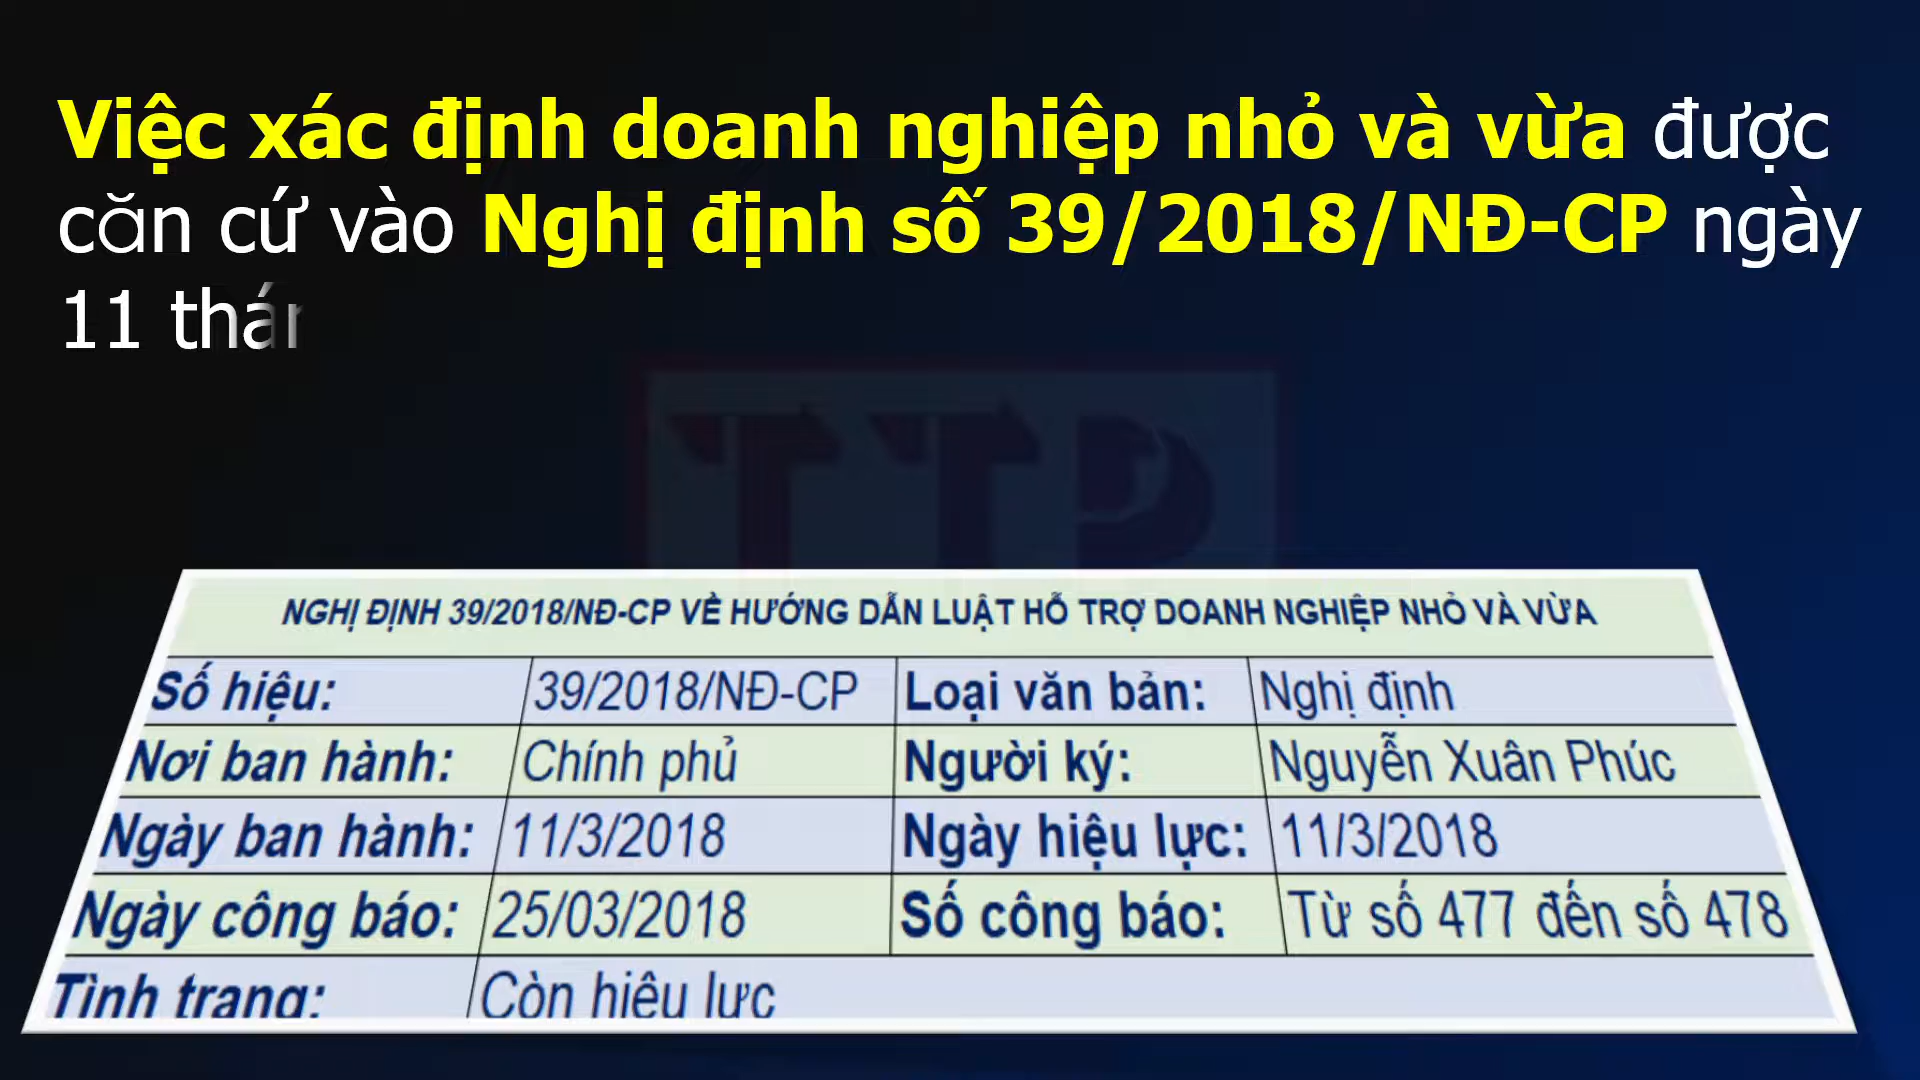 Việc xác định doanh nghiệp nhỏ và vừa được
căn cứ vào Nghị định số 39/2018/NĐ-CP ngày
11
TTP
NGHỊ ĐỊNH 39/2018/NĐ-CP VỀ HƯỚNG DẪN LUẬT HỖ TRỢ DOANH NGHIỆP NHỎ VÀ VỪA
Số hiệu: 39/2018/NĐ-CP Loại văn bản: Nghị định
Nơi ban hành: Chính phủ Người ký: Nguyễn Xuân Phúc
Ngày ban hành: 11/3/2018 Ngày hiệu lực: 11/3/2018
Ngày công báo: 25/03/2018 Số công báo: Từ số 477 đến số 478
Tình trạng: Còn hiệu lực